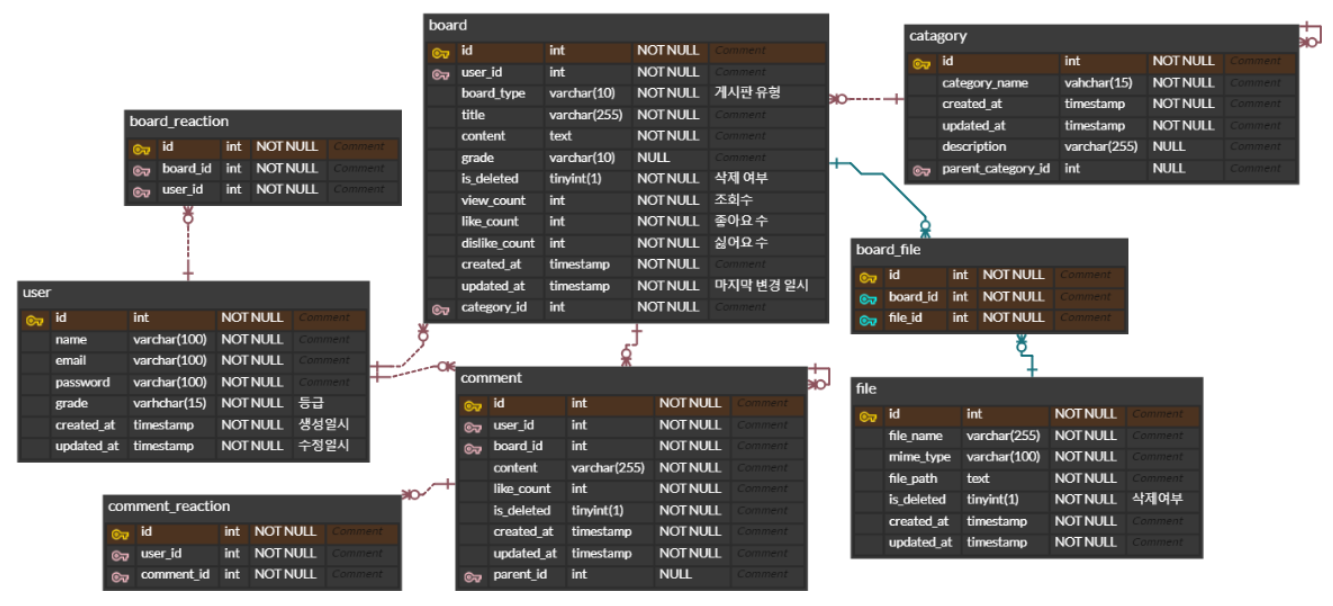 board
id int NOT NULL Comment
user_id int NOT NULL Comment
board_type varchar(10) NOT NULL 게시판 유형
title varchar(255) NOT NULL Comment
content text NOT NULL Comment
grade varchar(10) NULL Comment
is_deleted tinyint(1) NOT NULL 삭제 여부
view_count int NOT NULL 조회수
like_count int NOT NULL 좋아요 수
dislike_count int NOT NULL 싫어요 수
created_at timestamp NOT NULL Comment
updated_at timestamp NOT NULL 마지막 변경 일시
category_id int NOT NULL Comment
catagory
id int NOT NULL Comment
category_name vahchar(15) NOT NULL Comment
created_at timestamp NOT NULL Comment
updated_at timestamp NOT NULL Comment
description varchar(255) NULL Comment
parent_category_id int NULL Comment
board_reaction
id int NOT NULL Comment
board_id int NOT NULL Comment
user_id int NOT NULL Comment
board_file
id int NOT NULL Comment
board_id int NOT NULL Comment
file_id int NOT NULL Comment
user
id int NOT NULL Comment
name varchar(100) NOT NULL Comment
email varchar(100) NOT NULL Comment
password varchar(100) NOT NULL Comment
grade varhchar(15) NOT NULL 등급
created_at timestamp NOT NULL 생성일시
updated_at timestamp NOT NULL 수정일시
comment
id int NOT NULL Comment
user_id int NOT NULL Comment
board_id int NOT NULL Comment
content varchar(255) NOT NULL Comment
like_count int NOT NULL Comment
is_deleted tinyint(1) NOT NULL Comment
created_at timestamp NOT NULL Comment
updated_at timestamp NOT NULL Comment
parent_id int NULL Comment
file
id int NOT NULL Comment
file_name varchar(255) NOT NULL Comment
mime_type varchar(100) NOT NULL Comment
file_path text NOT NULL Comment
is_deleted tinyint(1) NOT NULL 삭제여부
created_at timestamp NOT NULL Comment
updated_at timestamp NOT NULL Comment
comment_reaction
id int NOT NULL Comment
user_id int NOT NULL Comment
comment_id int NOT NULL Comment